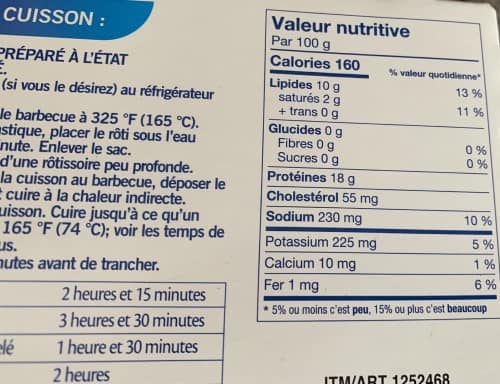 CUISSON :
PRÉPARÉ À L'ÉTAT
(si vous le désirez) au réfrigérateur
le barbecue à 325 °F (165 °C).
placer le rôti sous l'eau
Enlever le sac.
d'une rôtissoire peu profonde.
la cuisson au barbecue, déposer le
cuire à la chaleur indirecte.
Cuire jusqu'à ce qu'un
165 °F (74 °C); voir les temps de
avant de trancher.
2 heures et 15 minutes
3 heures et 30 minutes
1 heure et 30 minutes
2 heures
Valeur nutritive
Par 100 g
Calories 160
% valeur quotidienne*
Lipides 10 g 13 %
saturés 2 g
+ trans 0 g 11 %
Glucides 0 g
Fibres 0 g 0 %
Sucres 0 g 0 %
Protéines 18 g
Cholestérol 55 mg
Sodium 230 mg 10 %
Potassium 225 mg 5 %
Calcium 10 mg 1 %
Fer 1 mg 6 %
* 5% ou moins c'est peu, 15% ou plus c'est beaucoup
ITM/ART 1252468